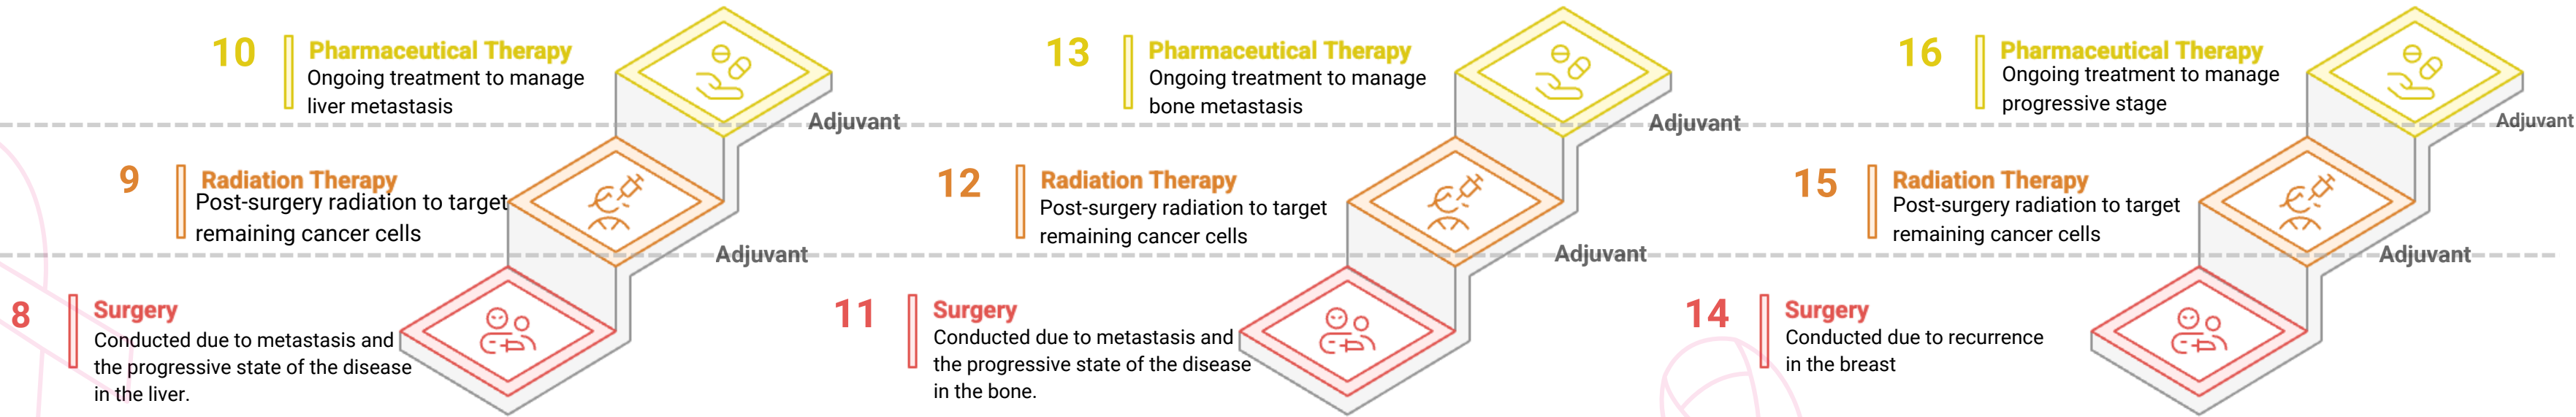 10
Pharmaceutical Therapy
Ongoing treatment to manage
liver metastasis
Adjuvant
9
Radiation Therapy
Post-surgery radiation to target
remaining cancer cells
Adjuvant
8
Surgery
Conducted due to metastasis and
the progressive state of the disease
in the liver.
13
Pharmaceutical Therapy
Ongoing treatment to manage
bone metastasis
Adjuvant
12
Radiation Therapy
Post-surgery radiation to target
remaining cancer cells
Adjuvant
11
Surgery
Conducted due to metastasis and
the progressive state of the disease
in the bone.
16
Pharmaceutical Therapy
Ongoing treatment to manage
progressive stage
Adjuvant
15
Radiation Therapy
Post-surgery radiation to target
remaining cancer cells
Adjuvant
14
Surgery
Conducted due to recurrence
in the breast